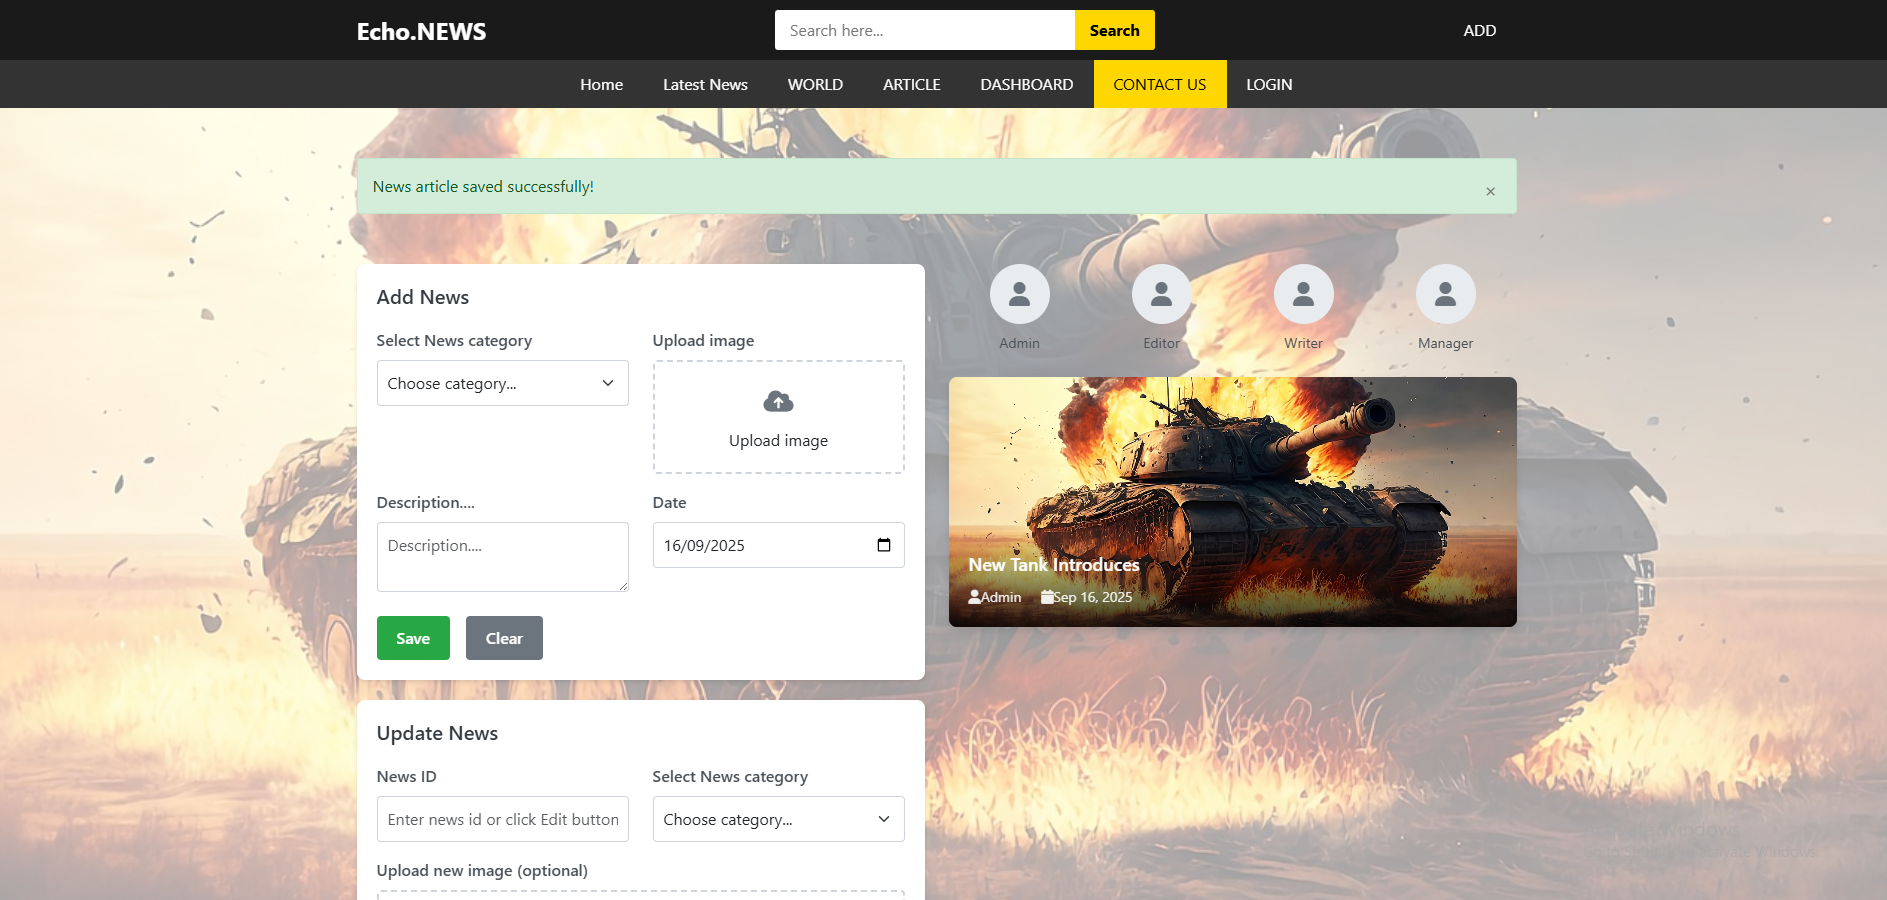 Echo.NEWS
Search here...
Search
ADD
Home
Latest News
WORLD
ARTICLE
DASHBOARD
CONTACT US
LOGIN
News article saved successfully!
×
Add News
Select News category
Upload image
Choose category...
Upload image
Description....
Date
Description....
16/09/2025
Save
Clear
Admin
Editor
Writer
Manager
New Tank Introduces
Admin
Sep 16, 2025
Update News
News ID
Select News category
Enter news id or click Edit button
Choose category...
Upload new image (optional)